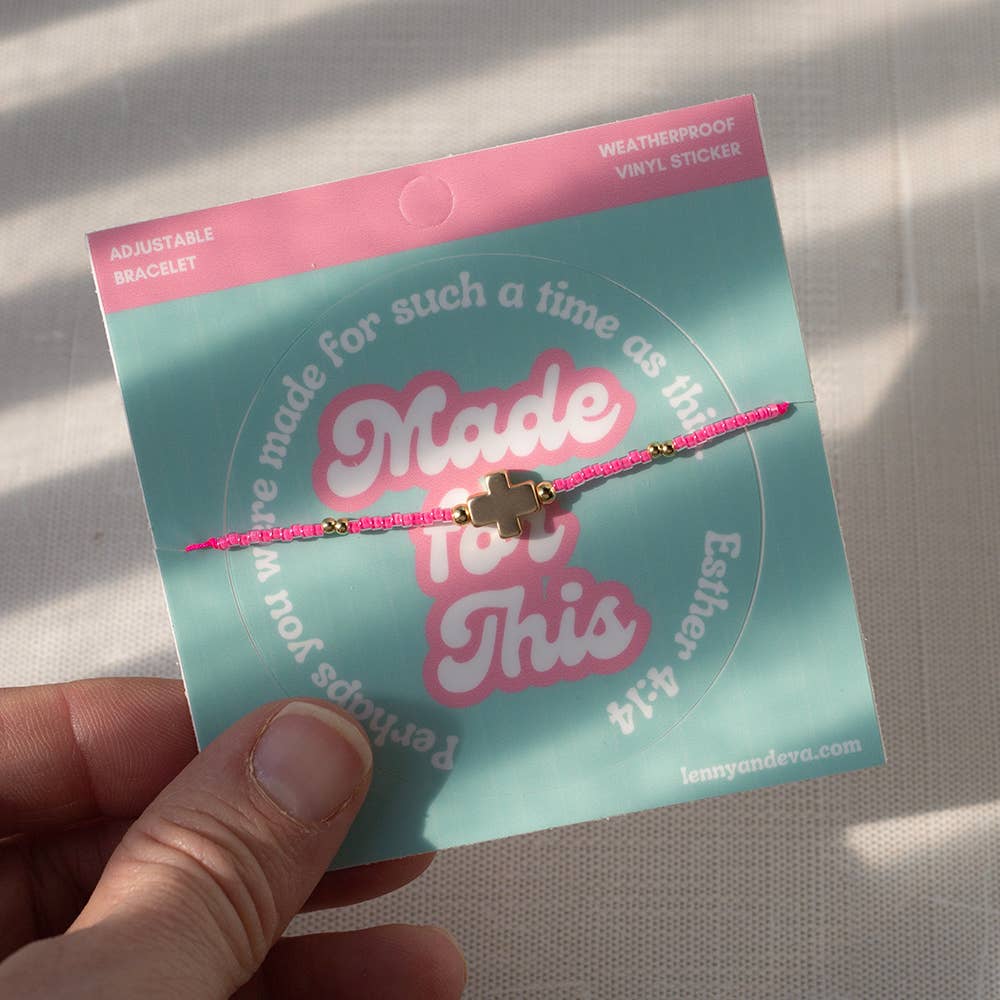 ADJUSTABLE
BRACELET
WEATHERPROOF
VINYL STICKER
Perhaps you were made for such a time as this.
Esther 4:14
Made
for
This
lennyandeva.com